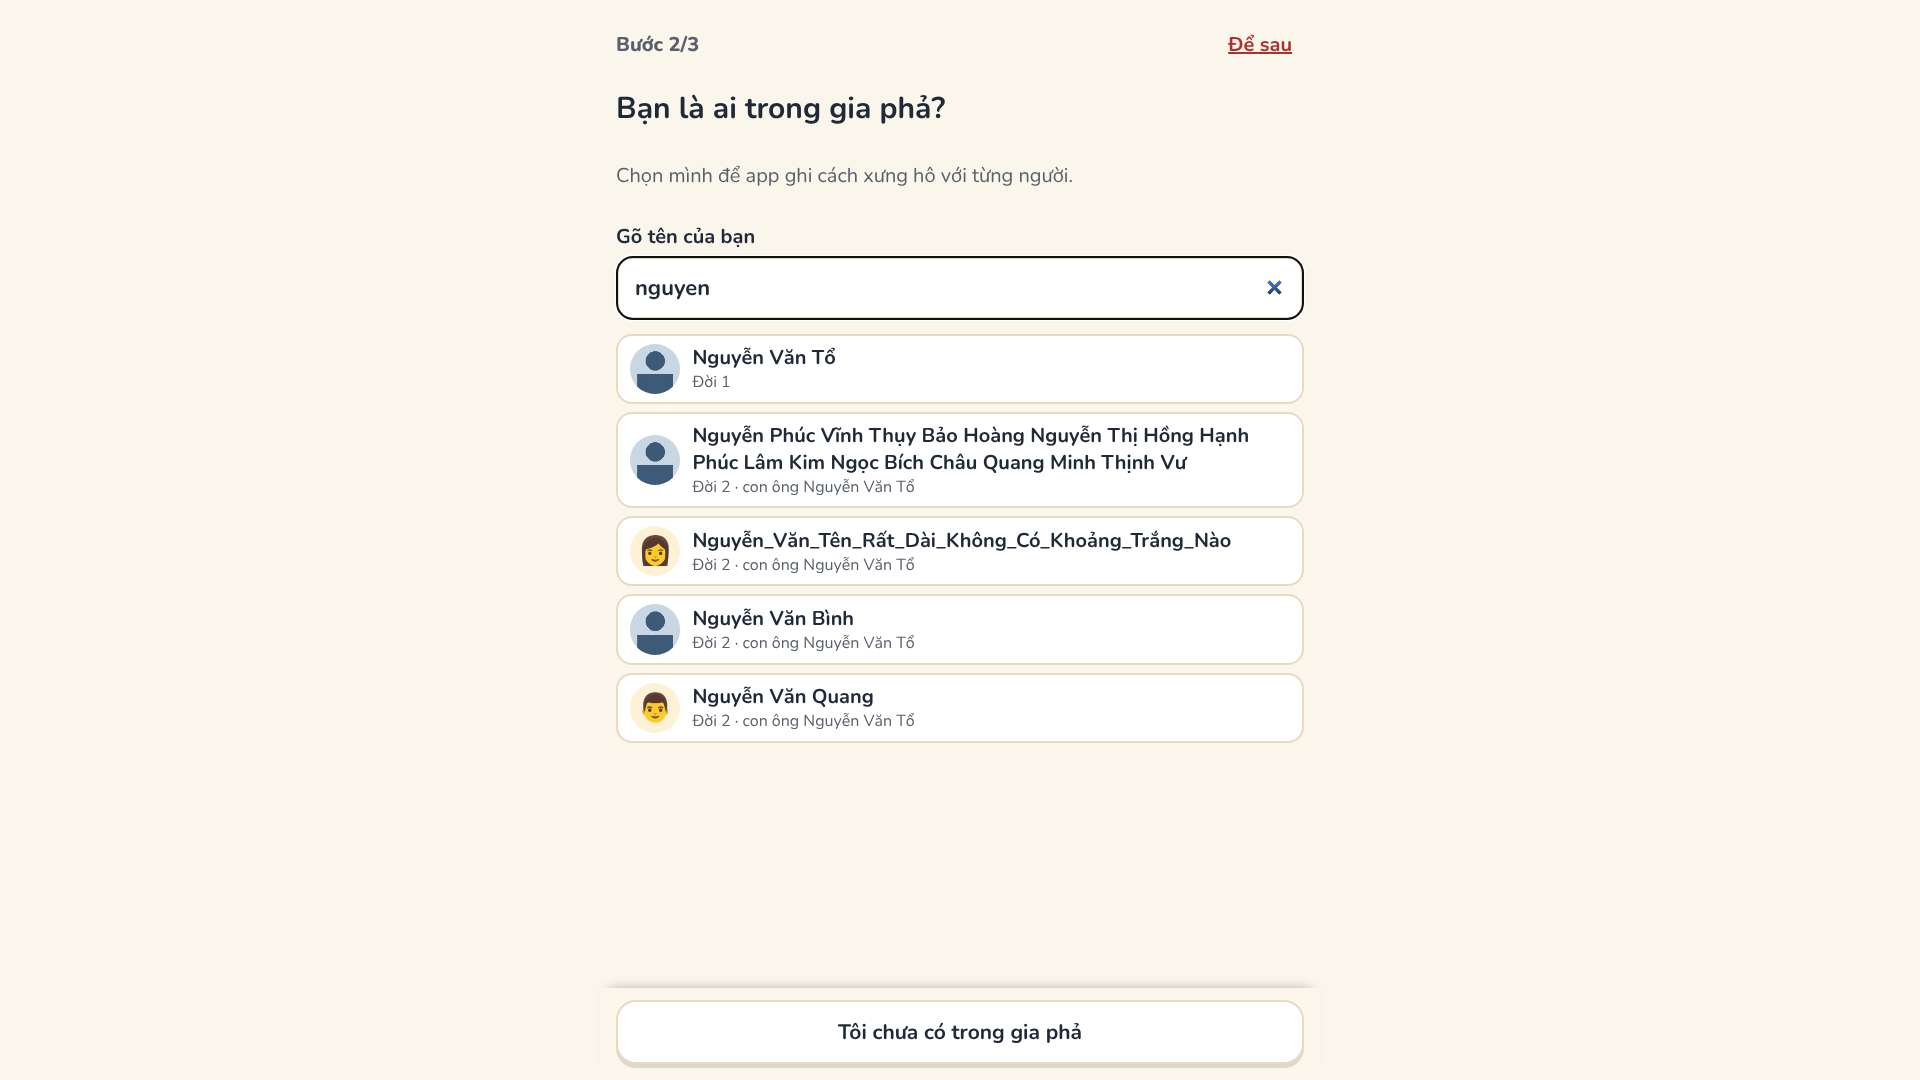 Bước 2/3
Để sau
Bạn là ai trong gia phả?
Chọn mình để app ghi cách xưng hô với từng người.
Gõ tên của bạn
nguyen
Nguyễn Văn Tổ
Đời 1
Nguyễn Phúc Vĩnh Thụy Bảo Hoàng Nguyễn Thị Hồng Hạnh
Phúc Lâm Kim Ngọc Bích Châu Quang Minh Thịnh Vư
Đời 2 · con ông Nguyễn Văn Tổ
Nguyễn_Văn_Tên_Rất_Dài_Không_Có_Khoảng_Trắng_Nào
Đời 2 · con ông Nguyễn Văn Tổ
Nguyễn Văn Bình
Đời 2 · con ông Nguyễn Văn Tổ
Nguyễn Văn Quang
Đời 2 · con ông Nguyễn Văn Tổ
Tôi chưa có trong gia phả